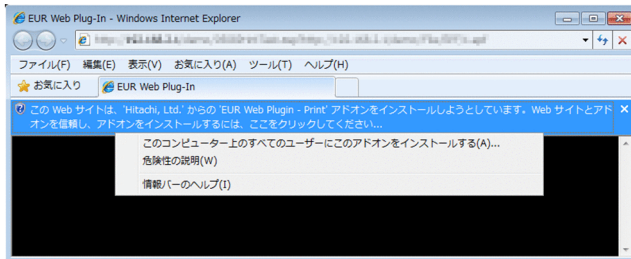 EUR Web Plug-In - Windows Internet Explorer
ファイル(F) 編集(E) 表示(V) お気に入り(A) ツール(T) ヘルプ(H)
お気に入り EUR Web Plug-In
この Web サイトは、'Hitachi, Ltd.' からの 'EUR Web Plugin - Print' アドオンをインストールしようとしています。Web サイトとアド
オンを信頼し、アドオンをインストールするには、ここをクリックしてください...
このコンピューター上のすべてのユーザーにこのアドオンをインストールする(A)...
危険性の説明(W)
情報バーのヘルプ(I)